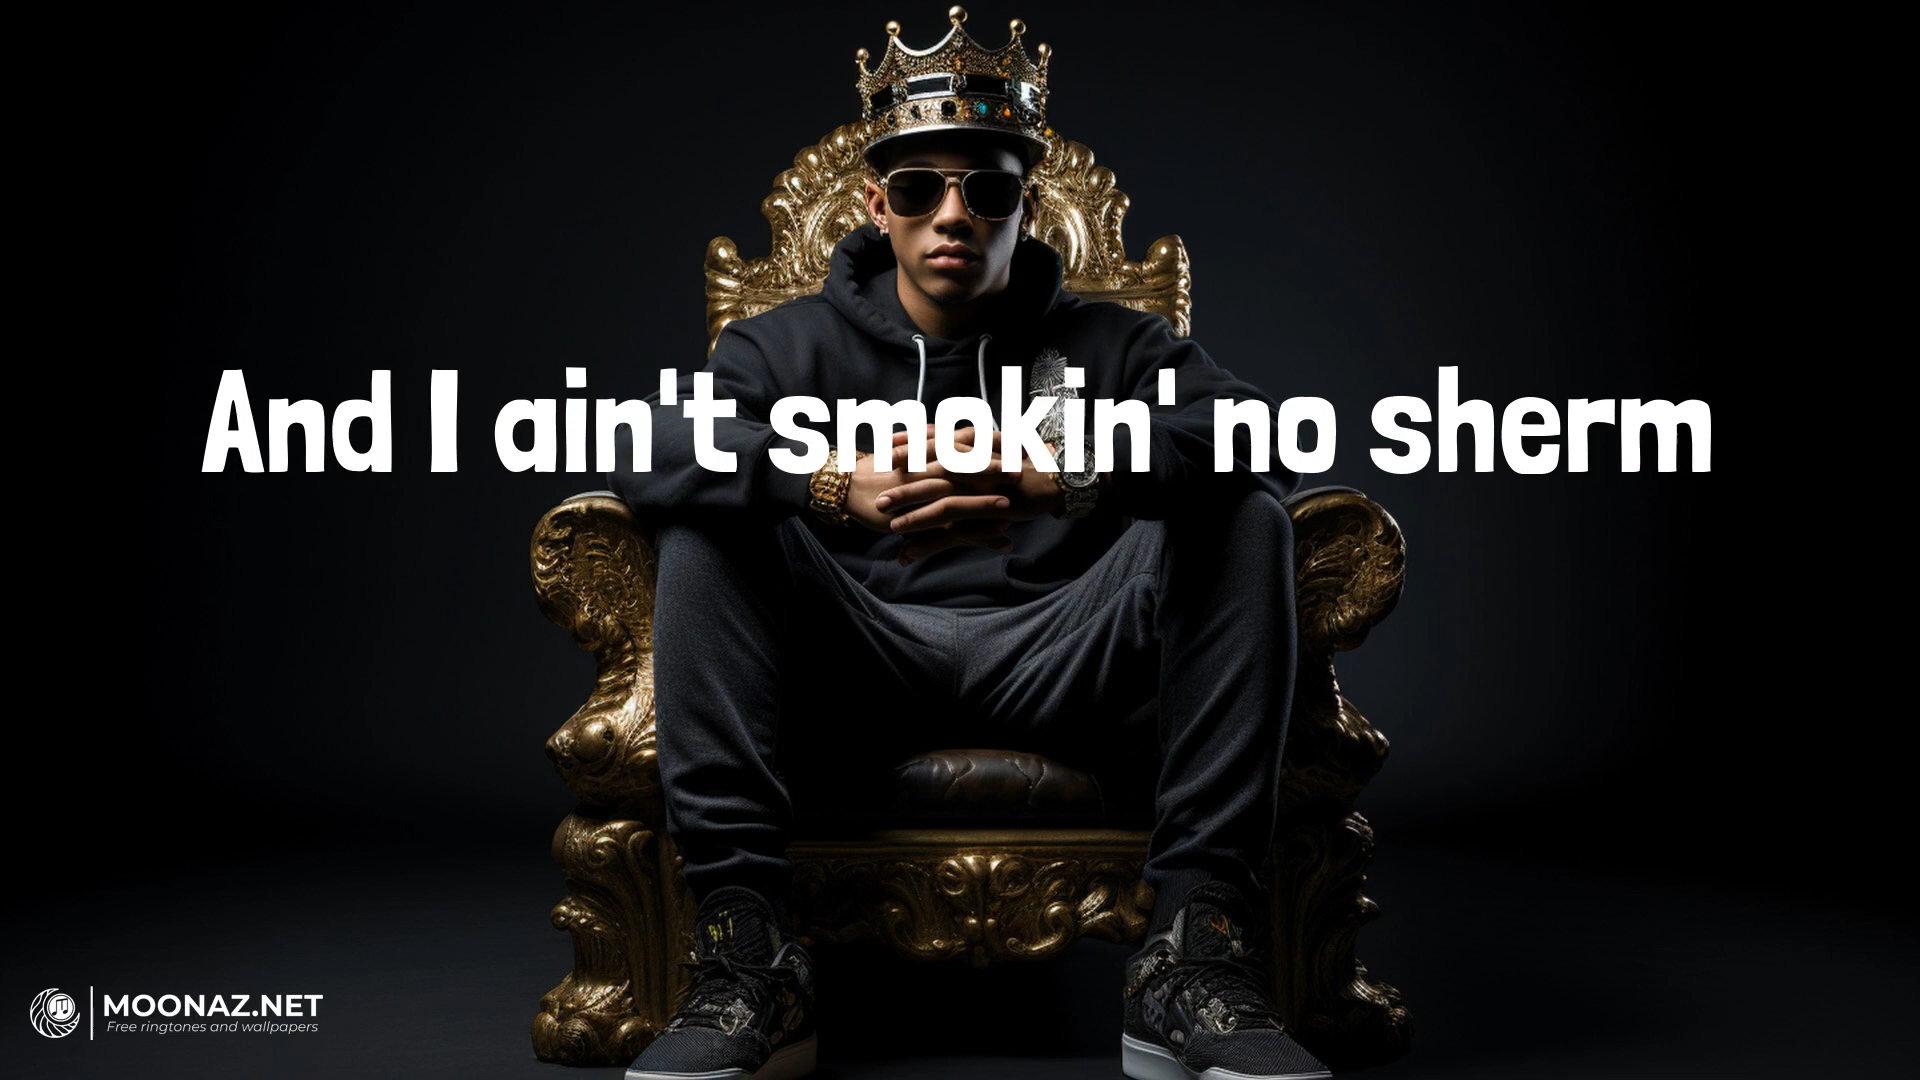 And I ain't smokin' no sherm
MOONAZ.NET
Free ringtones and wallpapers